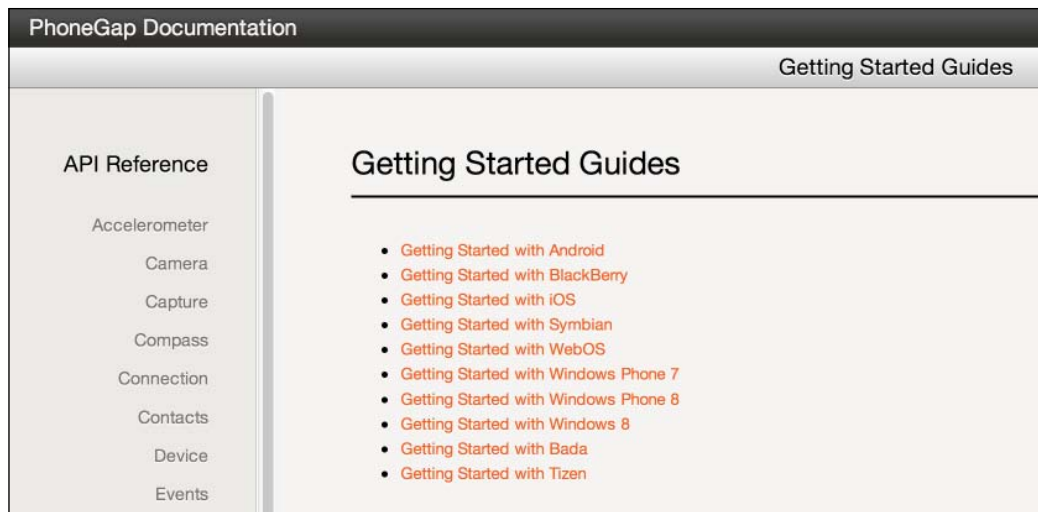 PhoneGap Documentation
Getting Started Guides
API Reference
Accelerometer
Camera
Capture
Compass
Connection
Contacts
Device
Events
Getting Started Guides
Getting Started with Android
Getting Started with BlackBerry
Getting Started with iOS
Getting Started with Symbian
Getting Started with WebOS
Getting Started with Windows Phone 7
Getting Started with Windows Phone 8
Getting Started with Windows 8
Getting Started with Bada
Getting Started with Tizen